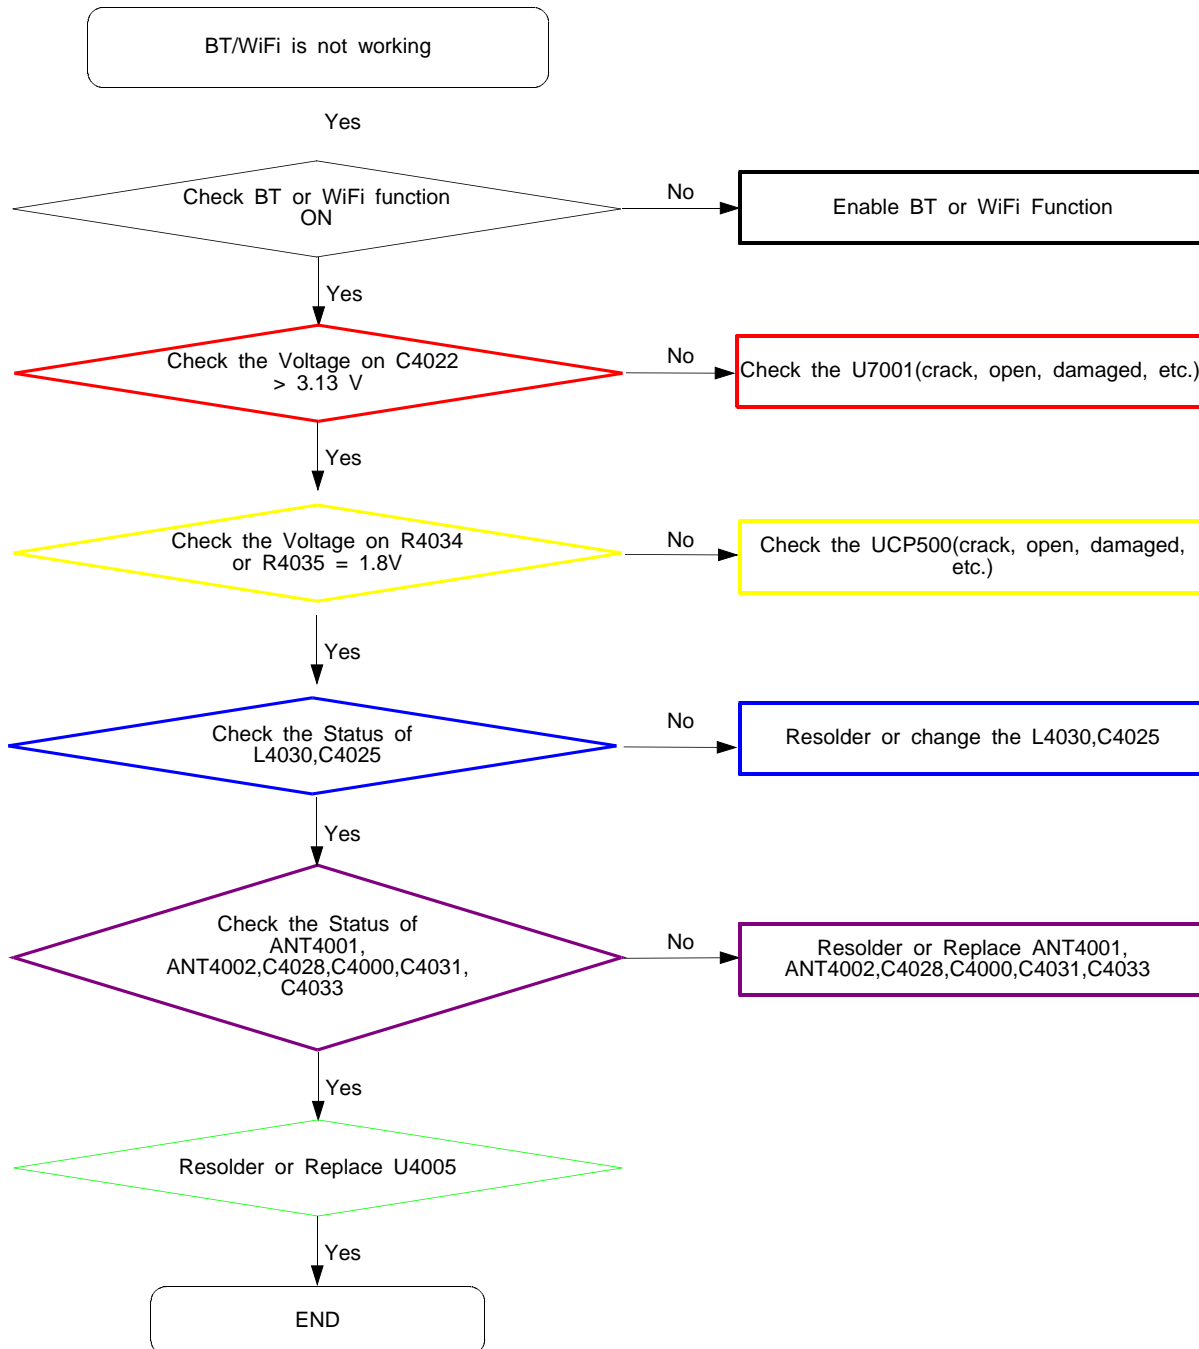 BT/WiFi is not working
Yes
Check BT or WiFi function
ON
No
Enable BT or WiFi Function
Yes
Check the Voltage on C4022
> 3.13 V
No
Check the U7001(crack, open, damaged, etc.)
Yes
Check the Voltage on R4034
or R4035 = 1.8V
No
Check the UCP500(crack, open, damaged,
etc.)
Yes
Check the Status of
L4030,C4025
No
Resolder or change the L4030,C4025
Yes
Check the Status of
ANT4001,
ANT4002,C4028,C4000,C4031,
C4033
No
Resolder or Replace ANT4001,
ANT4002,C4028,C4000,C4031,C4033
Yes
Resolder or Replace U4005
Yes
END